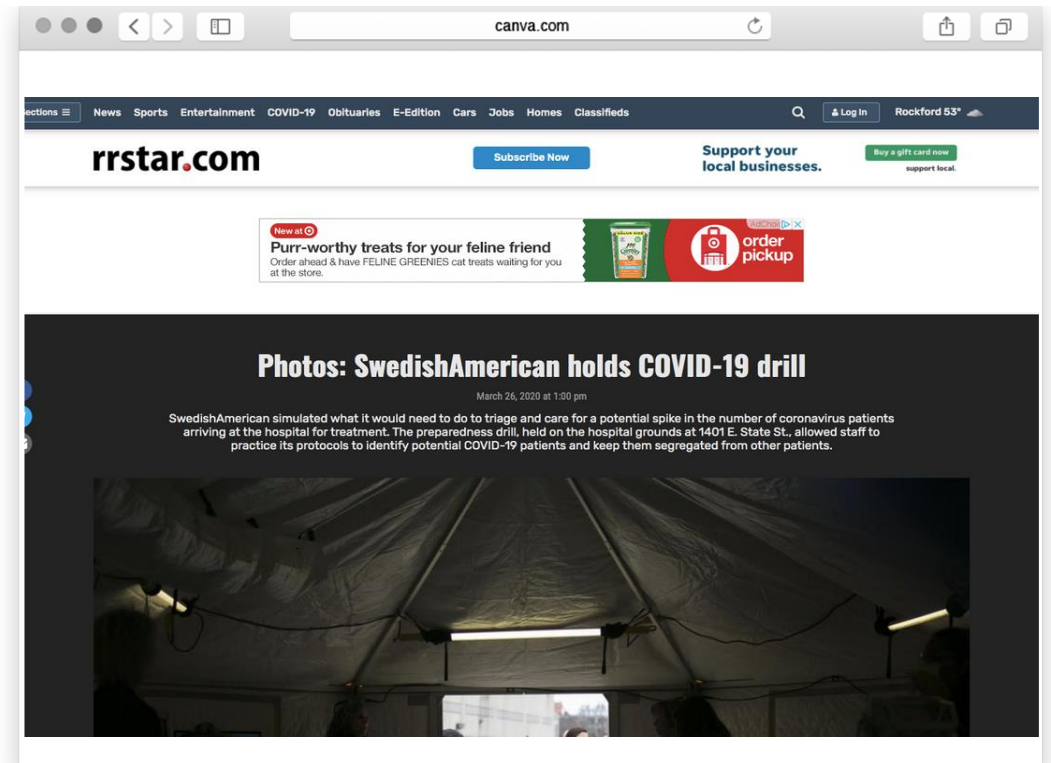 canva.com
ections ≡ News Sports Entertainment COVID-19 Obituaries E-Edition Cars Jobs Homes Classifieds Log In Rockford 53°
rrstar.com
Subscribe Now
Support your
local businesses.
Buy a gift card now
support local.
New at
Purr-worthy treats for your feline friend
Order ahead & have FELINE GREENIES cat treats waiting for you
at the store.
order
pickup
Photos: SwedishAmerican holds COVID-19 drill
March 26, 2020 at 1:00 pm
SwedishAmerican simulated what it would need to do to triage and care for a potential spike in the number of coronavirus patients
arriving at the hospital for treatment. The preparedness drill, held on the hospital grounds at 1401 E. State St., allowed staff to
practice its protocols to identify potential COVID-19 patients and keep them segregated from other patients.